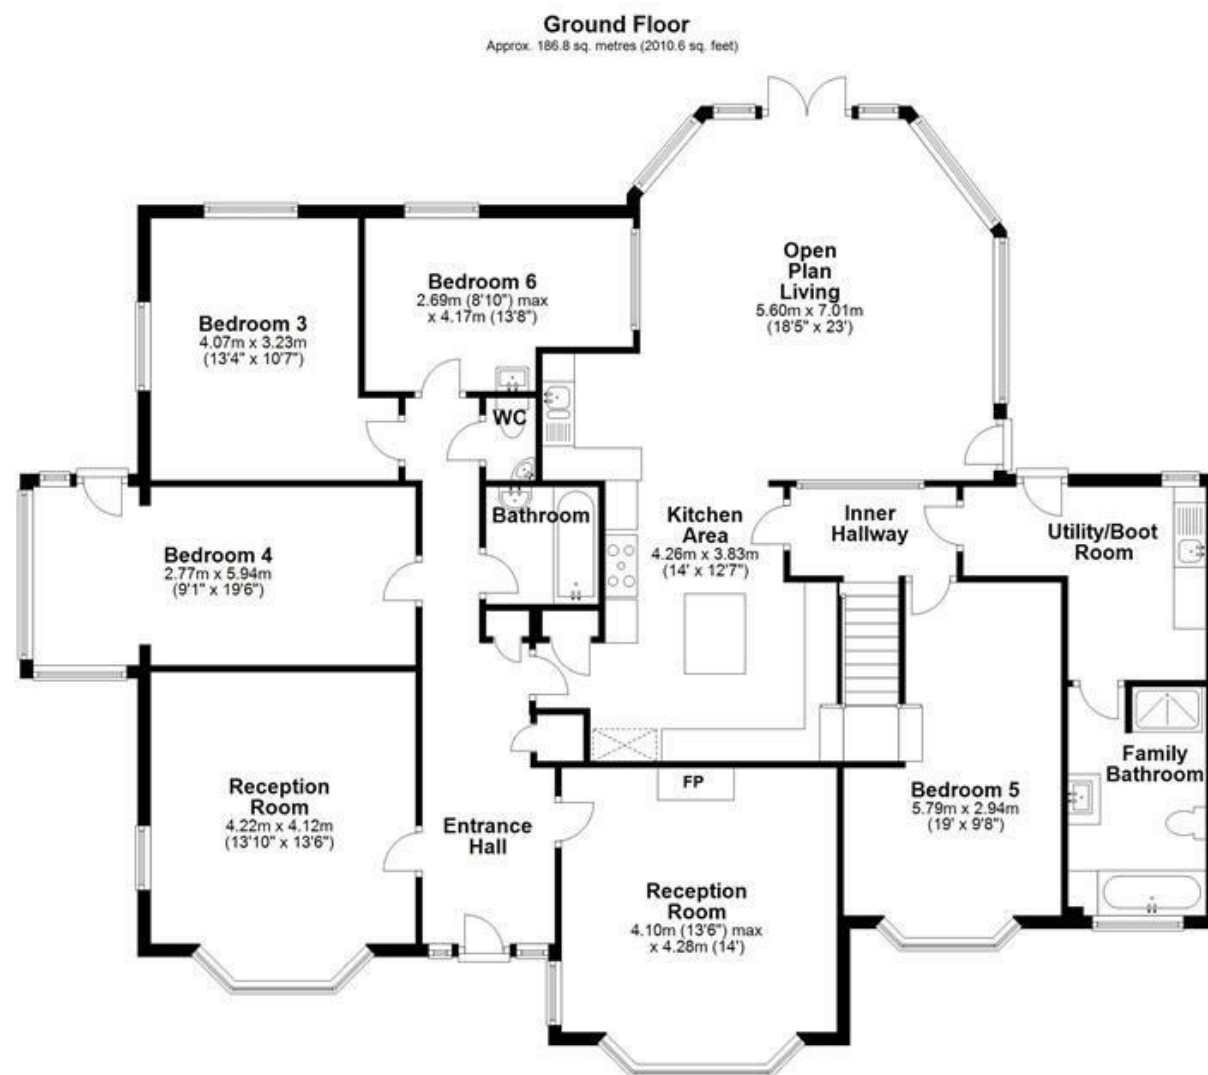 Ground Floor
Approx. 186.8 sq. metres (2010.6 sq. feet)
Open
Plan
Living
5.60m x 7.01m
(18'5" x 23')
Bedroom 6
2.69m (8'10") max
x 4.17m (13'8")
Bedroom 3
4.07m x 3.23m
(13'4" x 10'7")
WC
Bathroom
Kitchen
Area
4.26m x 3.83m
(14' x 12'7")
Inner
Hallway
Utility/Boot
Room
Bedroom 4
2.77m x 5.94m
(9'1" x 19'6")
Reception
Room
4.22m x 4.12m
(13'10" x 13'6")
Entrance
Hall
FP
Reception
Room
4.10m (13'6") max
x 4.28m (14')
Bedroom 5
5.79m x 2.94m
(19' x 9'8")
Family
Bathroom